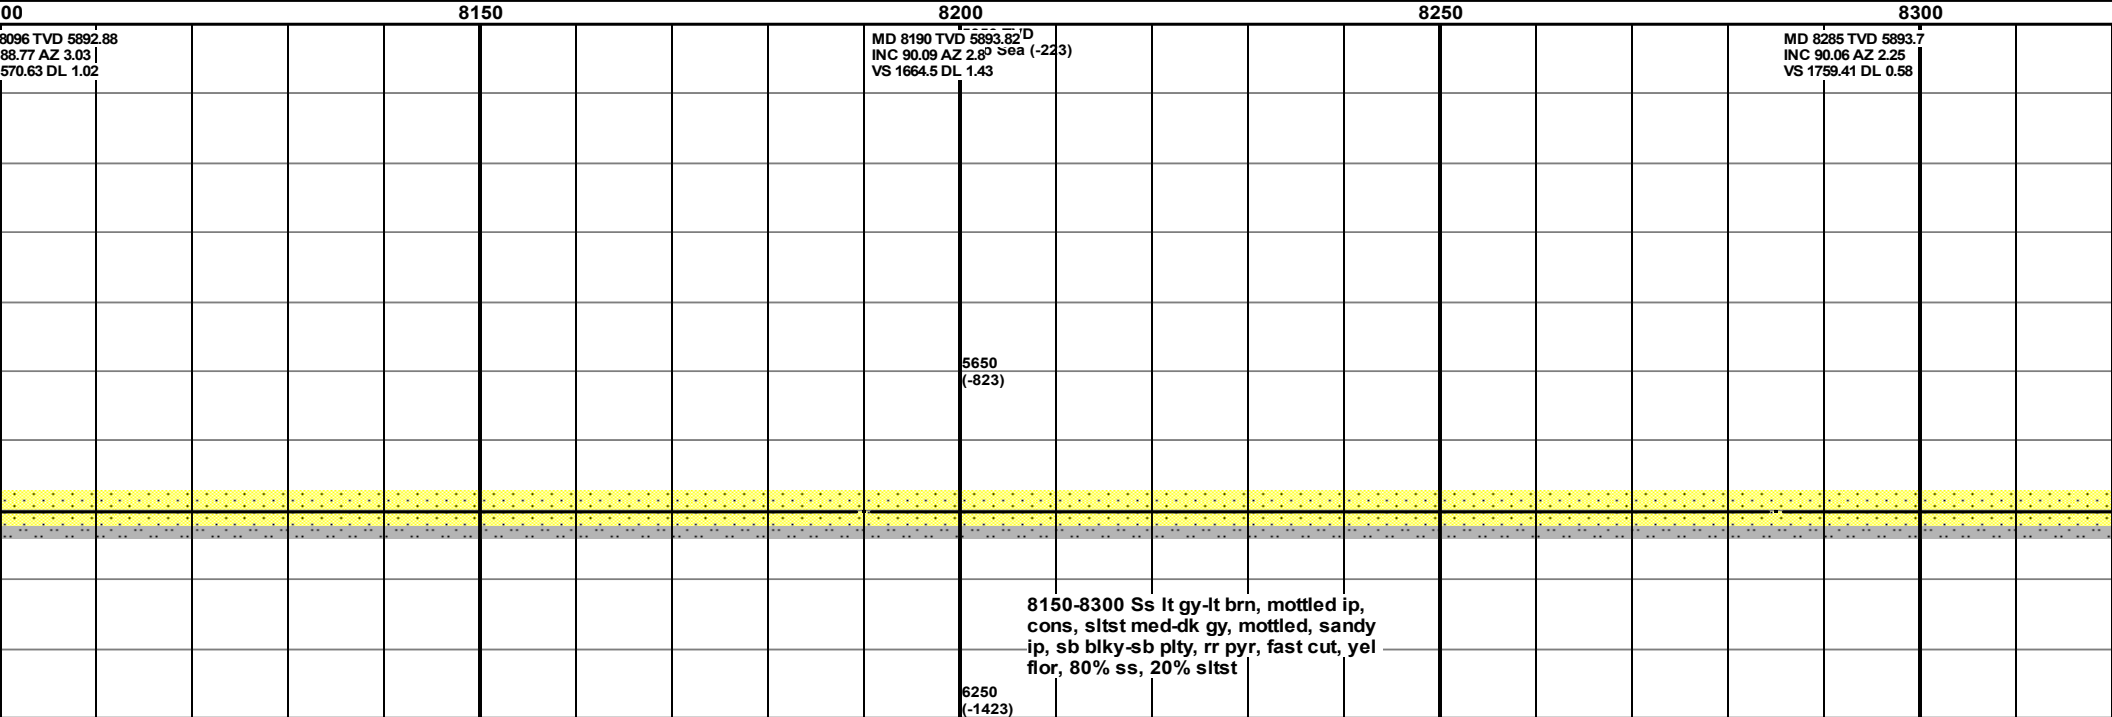 00 8150 8200 8250 8300
8096 TVD 5892.88
88.77 AZ 3.03
570.63 DL 1.02
MD 8190 TVD 5893.82
INC 90.09 AZ 2.8
VS 1664.5 DL 1.43
Sea (-223)
MD 8285 TVD 5893.7
INC 90.06 AZ 2.25
VS 1759.41 DL 0.58
5650
(-823)
8150-8300 Ss lt gy-lt brn, mottled ip,
cons, sltst med-dk gy, mottled, sandy
ip, sb blky-sb plty, rr pyr, fast cut, yel
flor, 80% ss, 20% sltst
6250
(-1423)